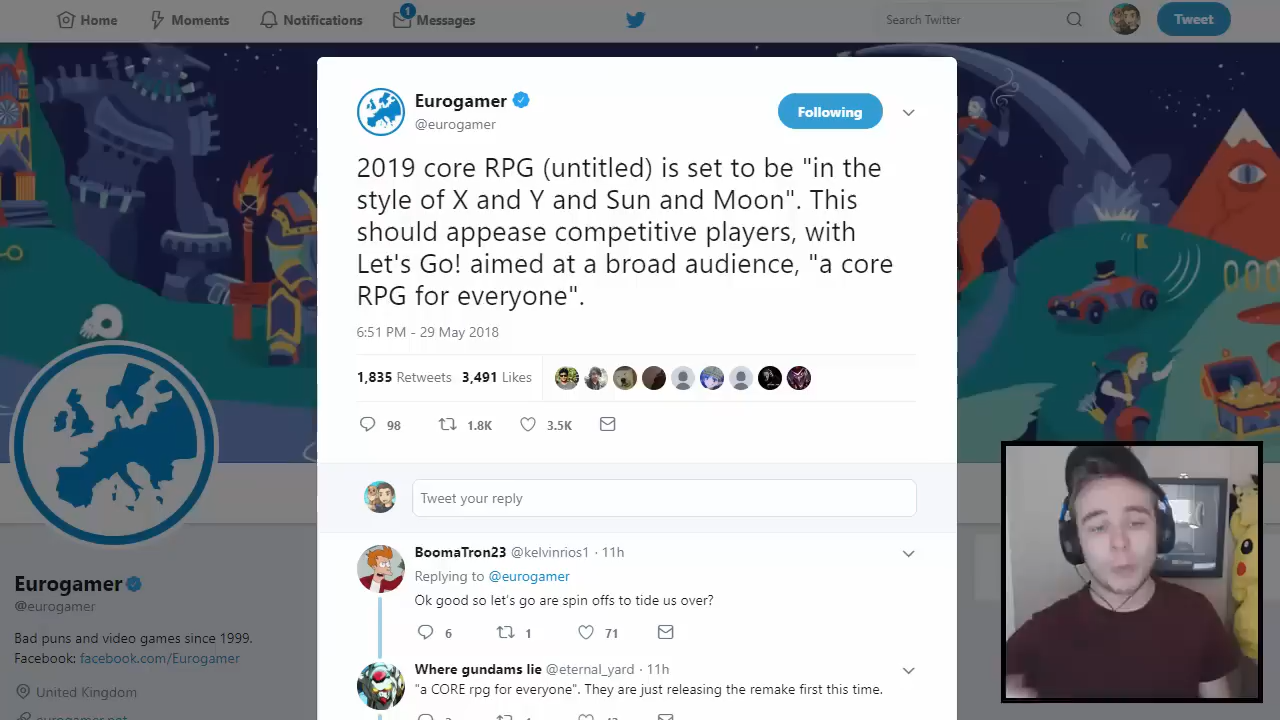 Home
Moments
Notifications
1
Messages
Search Twitter
Tweet
Eurogamer
@eurogamer
Following
2019 core RPG (untitled) is set to be "in the
style of X and Y and Sun and Moon". This
should appease competitive players, with
Let's Go! aimed at a broad audience, "a core
RPG for everyone".
6:51 PM - 29 May 2018
1,835 Retweets 3,491 Likes
98 1.8K 3.5K
Tweet your reply
BoomaTron23 @kelvinrios1 · 11h
Replying to @eurogamer
Ok good so let's go are spin offs to tide us over?
6 1 71
Where gundams lie @eternal_yard · 11h
"a CORE rpg for everyone". They are just releasing the remake first this time.
Eurogamer
@eurogamer
Bad puns and video games since 1999.
Facebook: facebook.com/Eurogamer
United Kingdom
eurogamer.net